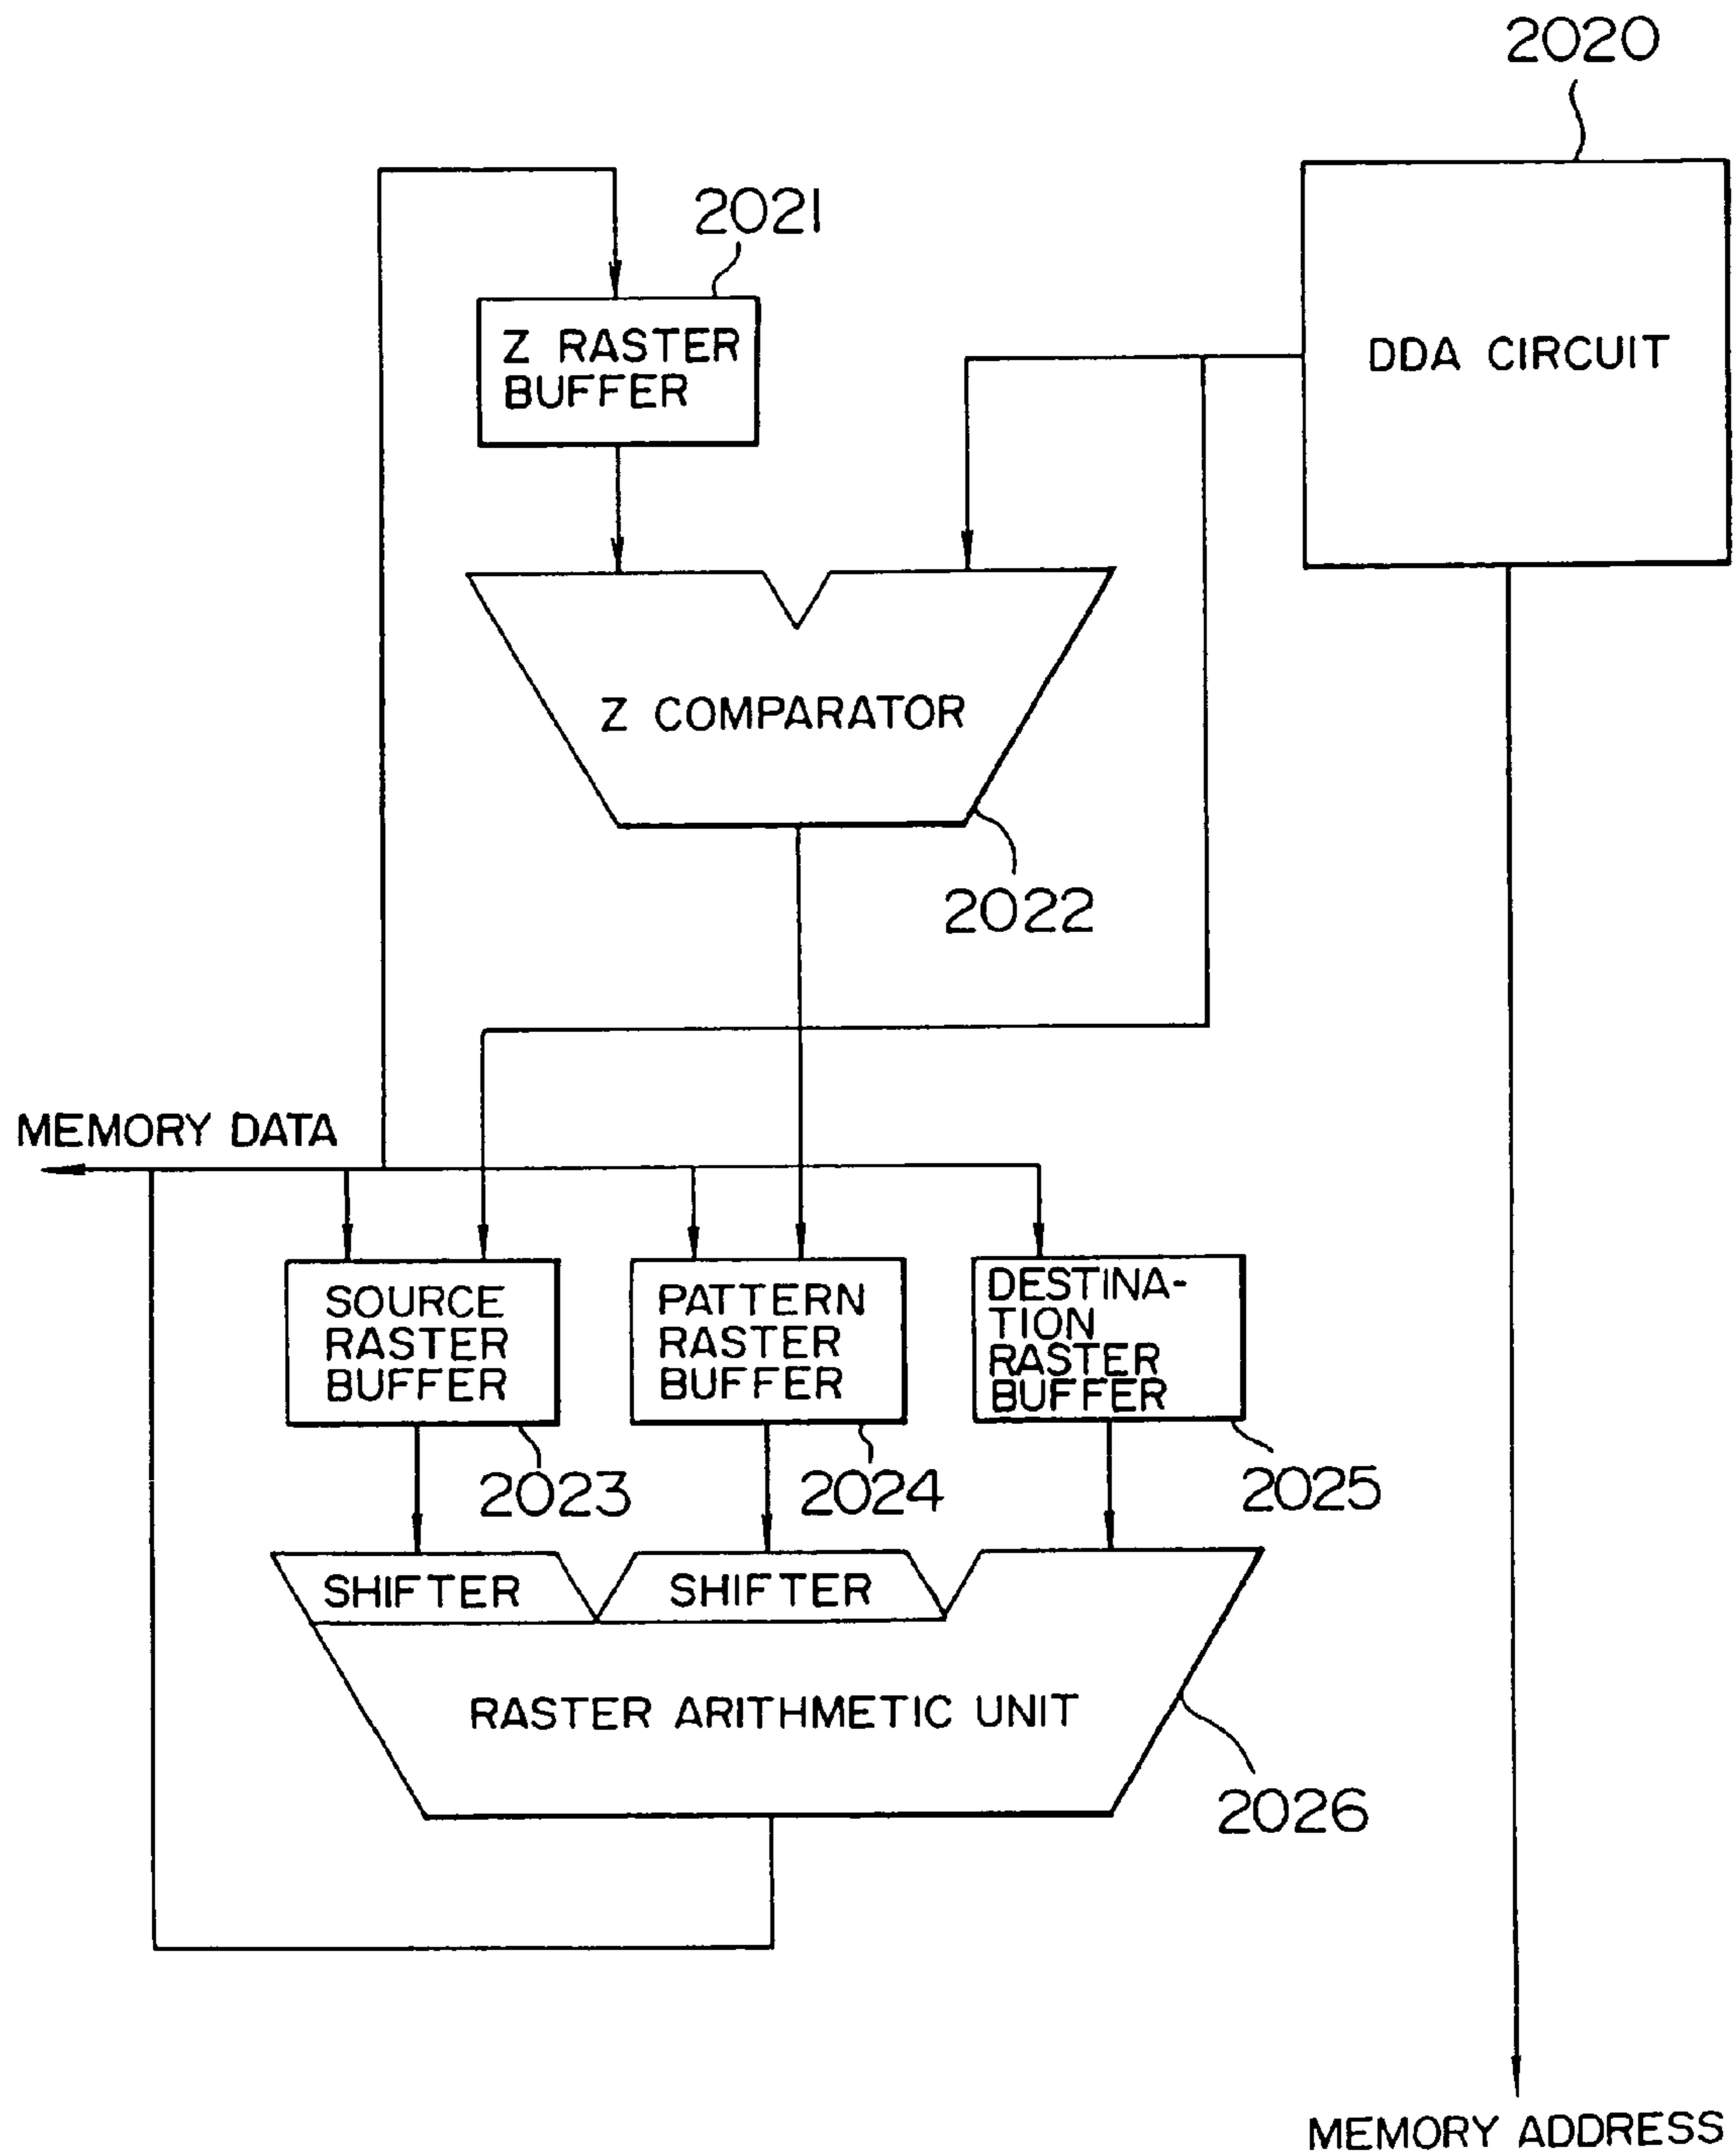 2020
2021
Z RASTER
BUFFER
DDA CIRCUIT
Z COMPARATOR
2022
MEMORY DATA
SOURCE
RASTER
BUFFER
PATTERN
RASTER
BUFFER
DESTINA-
TION
RASTER
BUFFER
2023
2024
2025
SHIFTER
SHIFTER
RASTER ARITHMETIC UNIT
2026
MEMORY ADDRESS